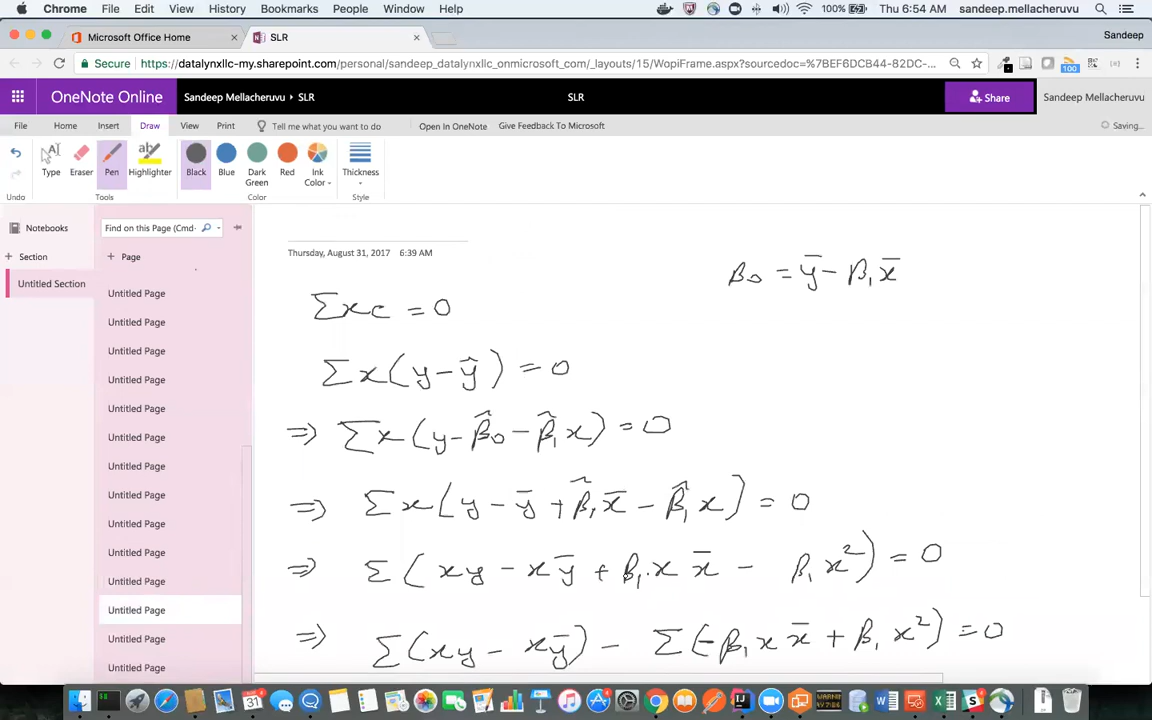 Chrome File Edit View History Bookmarks People Window Help 100% Thu 6:54 AM sandeep.mellacheruvu
Microsoft Office Home SLR Sandeep
Secure https://datalynxllc-my.sharepoint.com/personal/sandeep_datalynxllc_onmicrosoft_com/_layouts/15/WopiFrame.aspx?sourcedoc=%7BEF6DCB44-82DC-...
OneNote Online Sandeep Mellacheruvu ▸ SLR SLR Share Sandeep Mellacheruvu
File Home Insert Draw View Print Tell me what you want to do Open In OneNote Give Feedback To Microsoft Saving...
Type Eraser Pen Highlighter Black Blue Dark Green Red Ink Color Thickness
Undo Tools Color Style
Notebooks
Find on this Page (Cmd-
+ Section
+ Page
Untitled Section
Untitled Page
Untitled Page
Untitled Page
Untitled Page
Untitled Page
Untitled Page
Untitled Page
Untitled Page
Untitled Page
Untitled Page
Untitled Page
Untitled Page
Untitled Page
Untitled Page
Thursday, August 31, 2017 6:39 AM
β0 = y̅ - β₁x̅
Σxe = 0
Σx(y - ŷ) = 0
⇒ Σx(y - β̂0 - β̂₁x) = 0
⇒ Σx(y - y̅ + β̂₁x̅ - β̂₁x) = 0
⇒ Σ(xy - xy̅ + β₁·x x̅ - β₁x²) = 0
⇒ Σ(xy - xy̅) - Σ(-β₁x x̅ + β₁x²) = 0